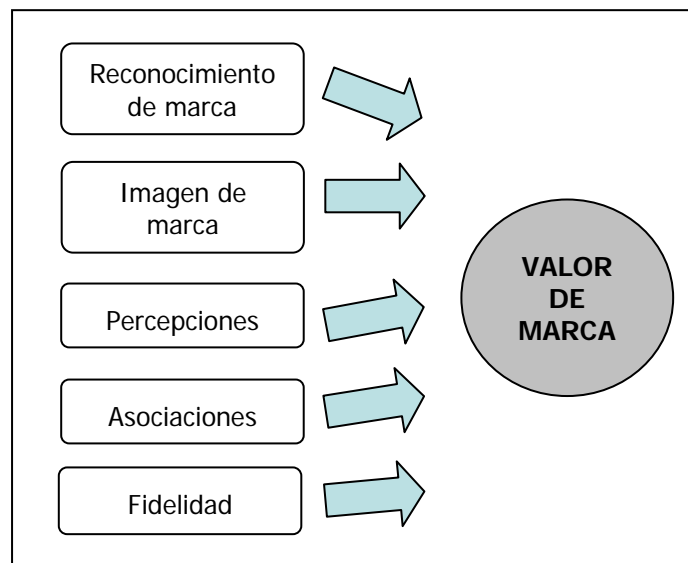 Reconocimiento
de marca
Imagen de
marca
Percepciones
Asociaciones
Fidelidad
VALOR
DE
MARCA